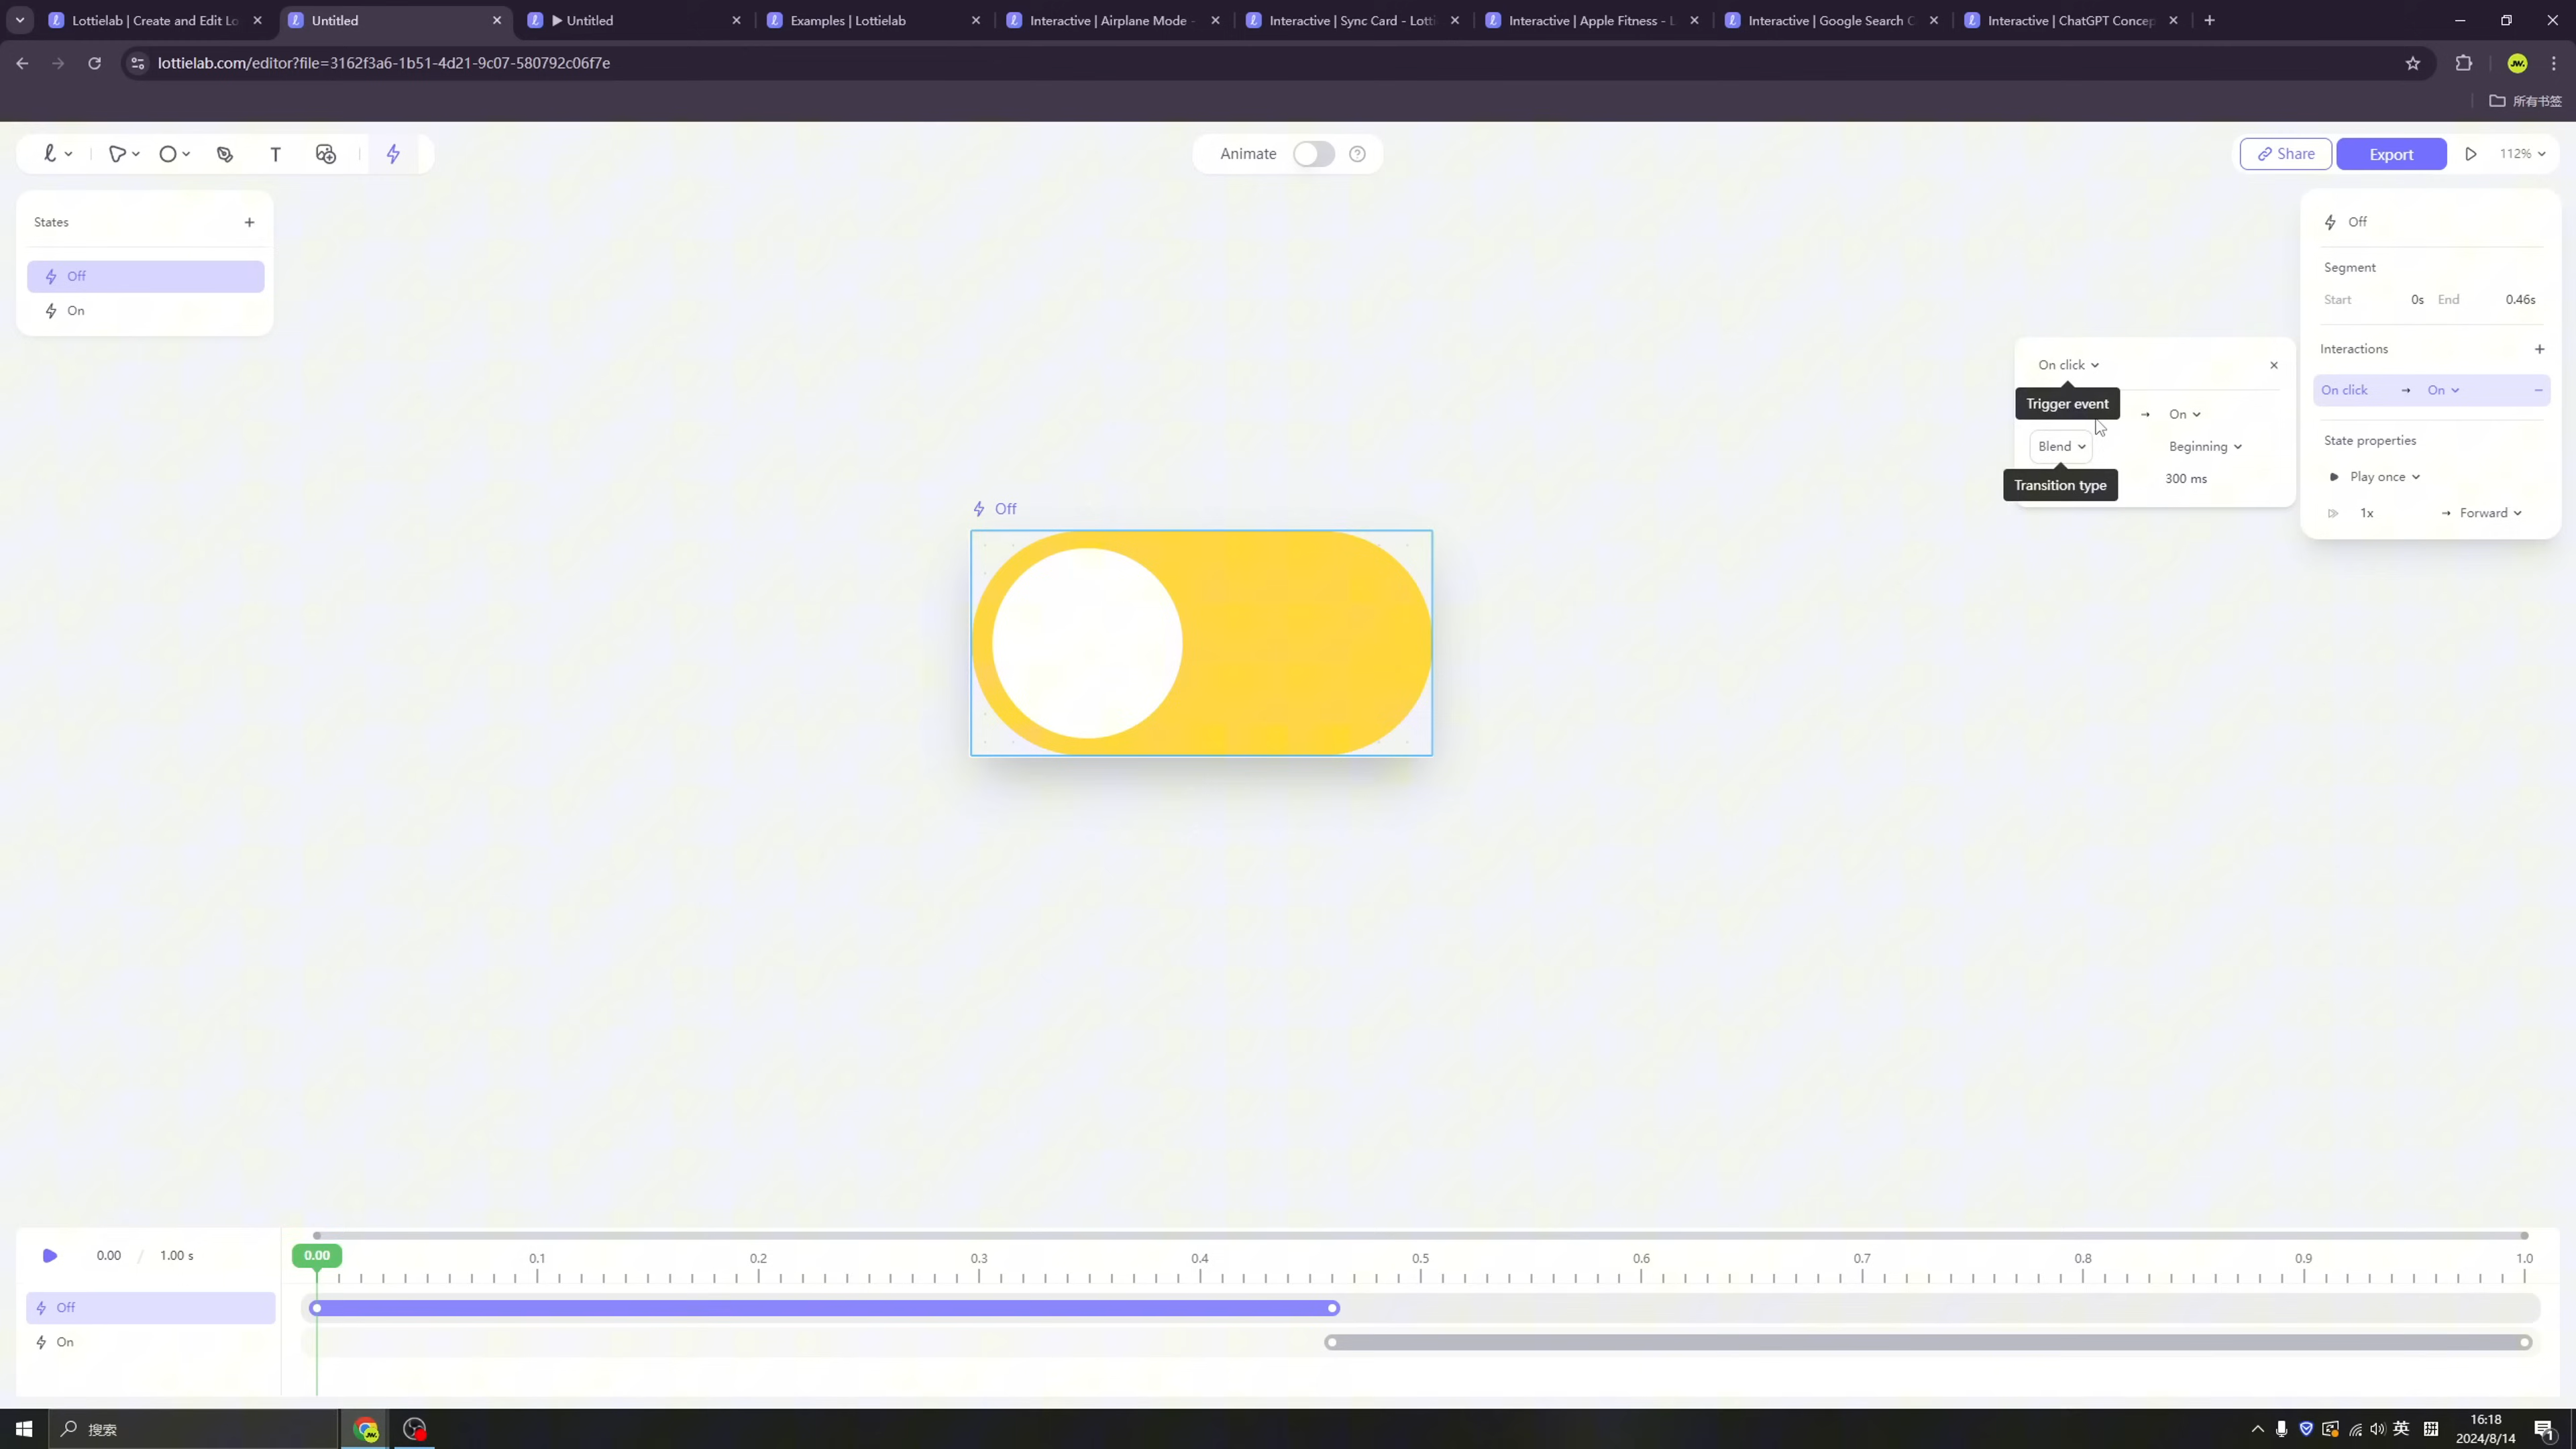 Lottielab | Create and Edit Lo
Untitled
▶ Untitled
Examples | Lottielab
Interactive | Airplane Mode -
Interactive | Sync Card - Lotti
Interactive | Apple Fitness - L
Interactive | Google Search C
Interactive | ChatGPT Concep
lottielab.com/editor?file=3162f3a6-1b51-4d21-9c07-580792c06f7e
所有书签
T
Animate
Share
Export
112%
States
Off
On
Off
Segment
Start 0s End 0.46s
Interactions
On click → On
State properties
Play once
1x → Forward
On click
Trigger event
→ On
Blend
Beginning
Transition type
300 ms
Off
0.00 / 1.00 s
0.00 0.1 0.2 0.3 0.4 0.5 0.6 0.7 0.8 0.9 1.0
Off
On
搜索
英
拼
16:18
2024/8/14
1